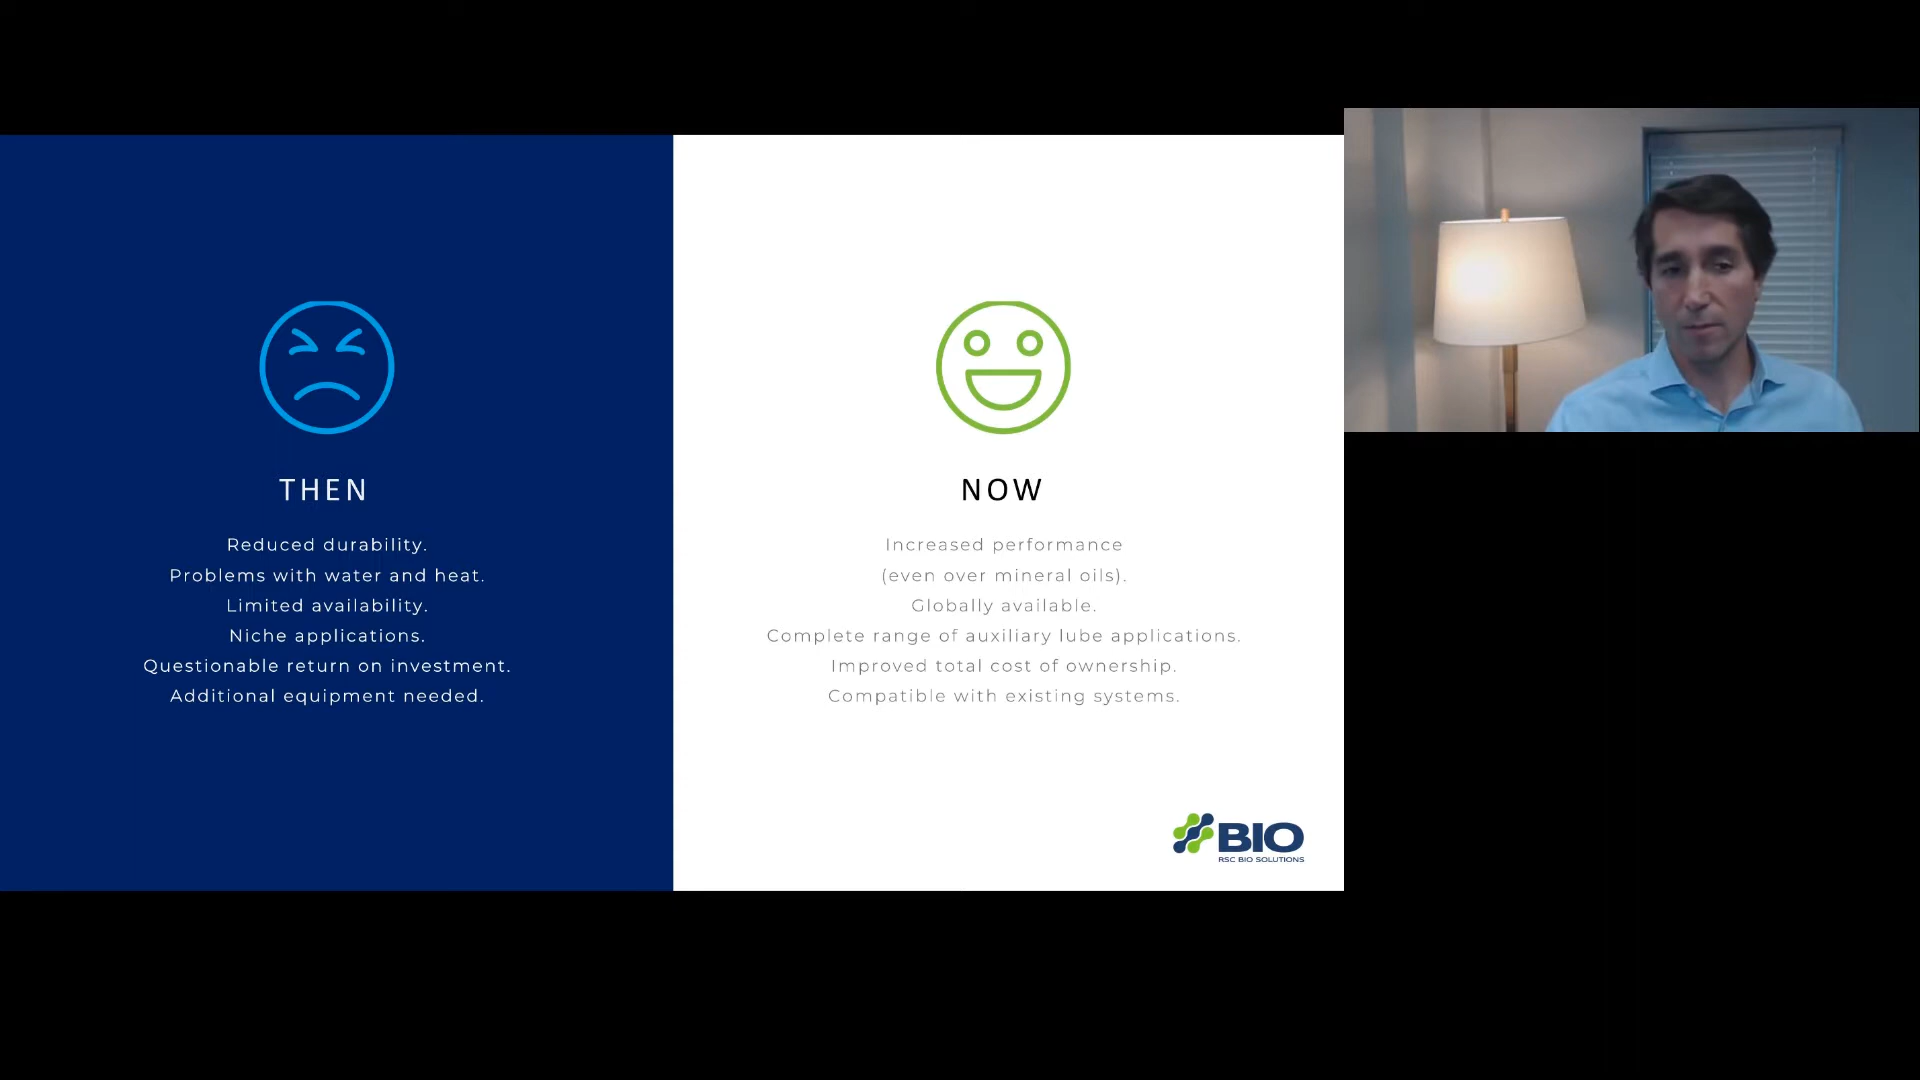 THEN
Reduced durability.
Problems with water and heat.
Limited availability.
Niche applications.
Questionable return on investment.
Additional equipment needed.
NOW
Increased performance
(even over mineral oils).
Globally available.
Complete range of auxiliary lube applications.
Improved total cost of ownership.
Compatible with existing systems.
BIO
RSC BIO SOLUTIONS